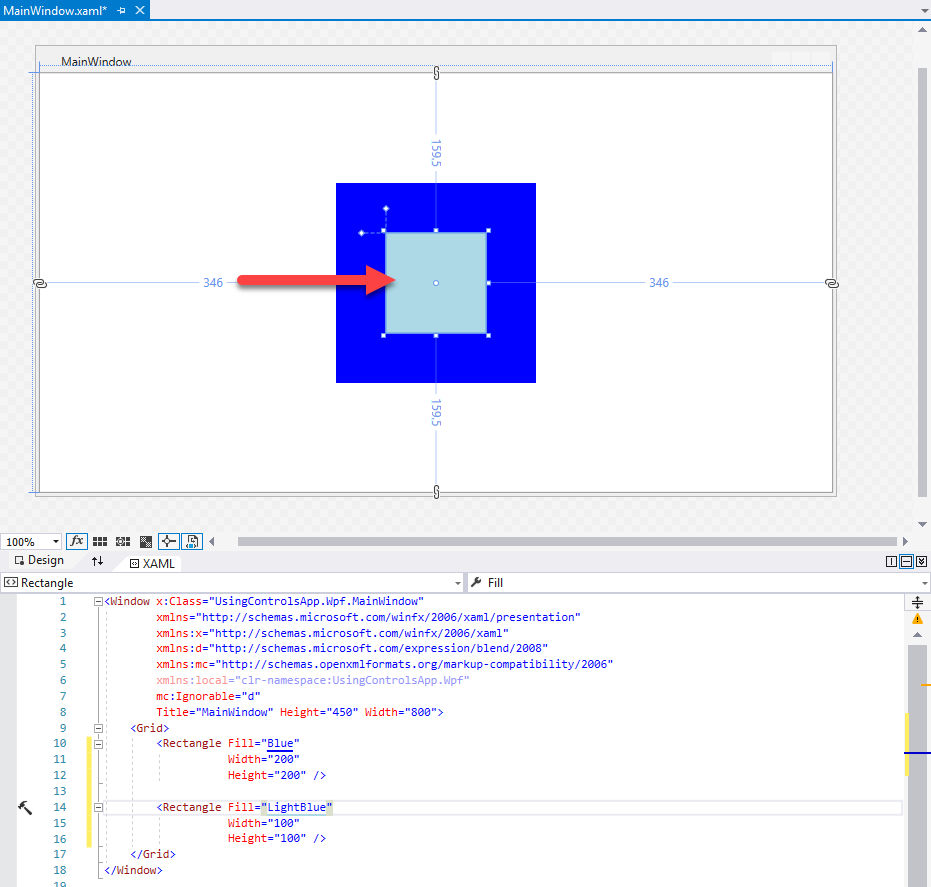 MainWindow.xaml*
MainWindow
159,5
346
346
159,5
100%
fx
Design
XAML
Rectangle
Fill
1 <Window x:Class="UsingControlsApp.Wpf.MainWindow"
2 xmlns="http://schemas.microsoft.com/winfx/2006/xaml/presentation"
3 xmlns:x="http://schemas.microsoft.com/winfx/2006/xaml"
4 xmlns:d="http://schemas.microsoft.com/expression/blend/2008"
5 xmlns:mc="http://schemas.openxmlformats.org/markup-compatibility/2006"
6 xmlns:local="clr-namespace:UsingControlsApp.Wpf"
7 mc:Ignorable="d"
8 Title="MainWindow" Height="450" Width="800">
9 <Grid>
10 <Rectangle Fill="Blue"
11 Width="200"
12 Height="200" />
13
14 <Rectangle Fill="LightBlue"
15 Width="100"
16 Height="100" />
17 </Grid>
18 </Window>
19